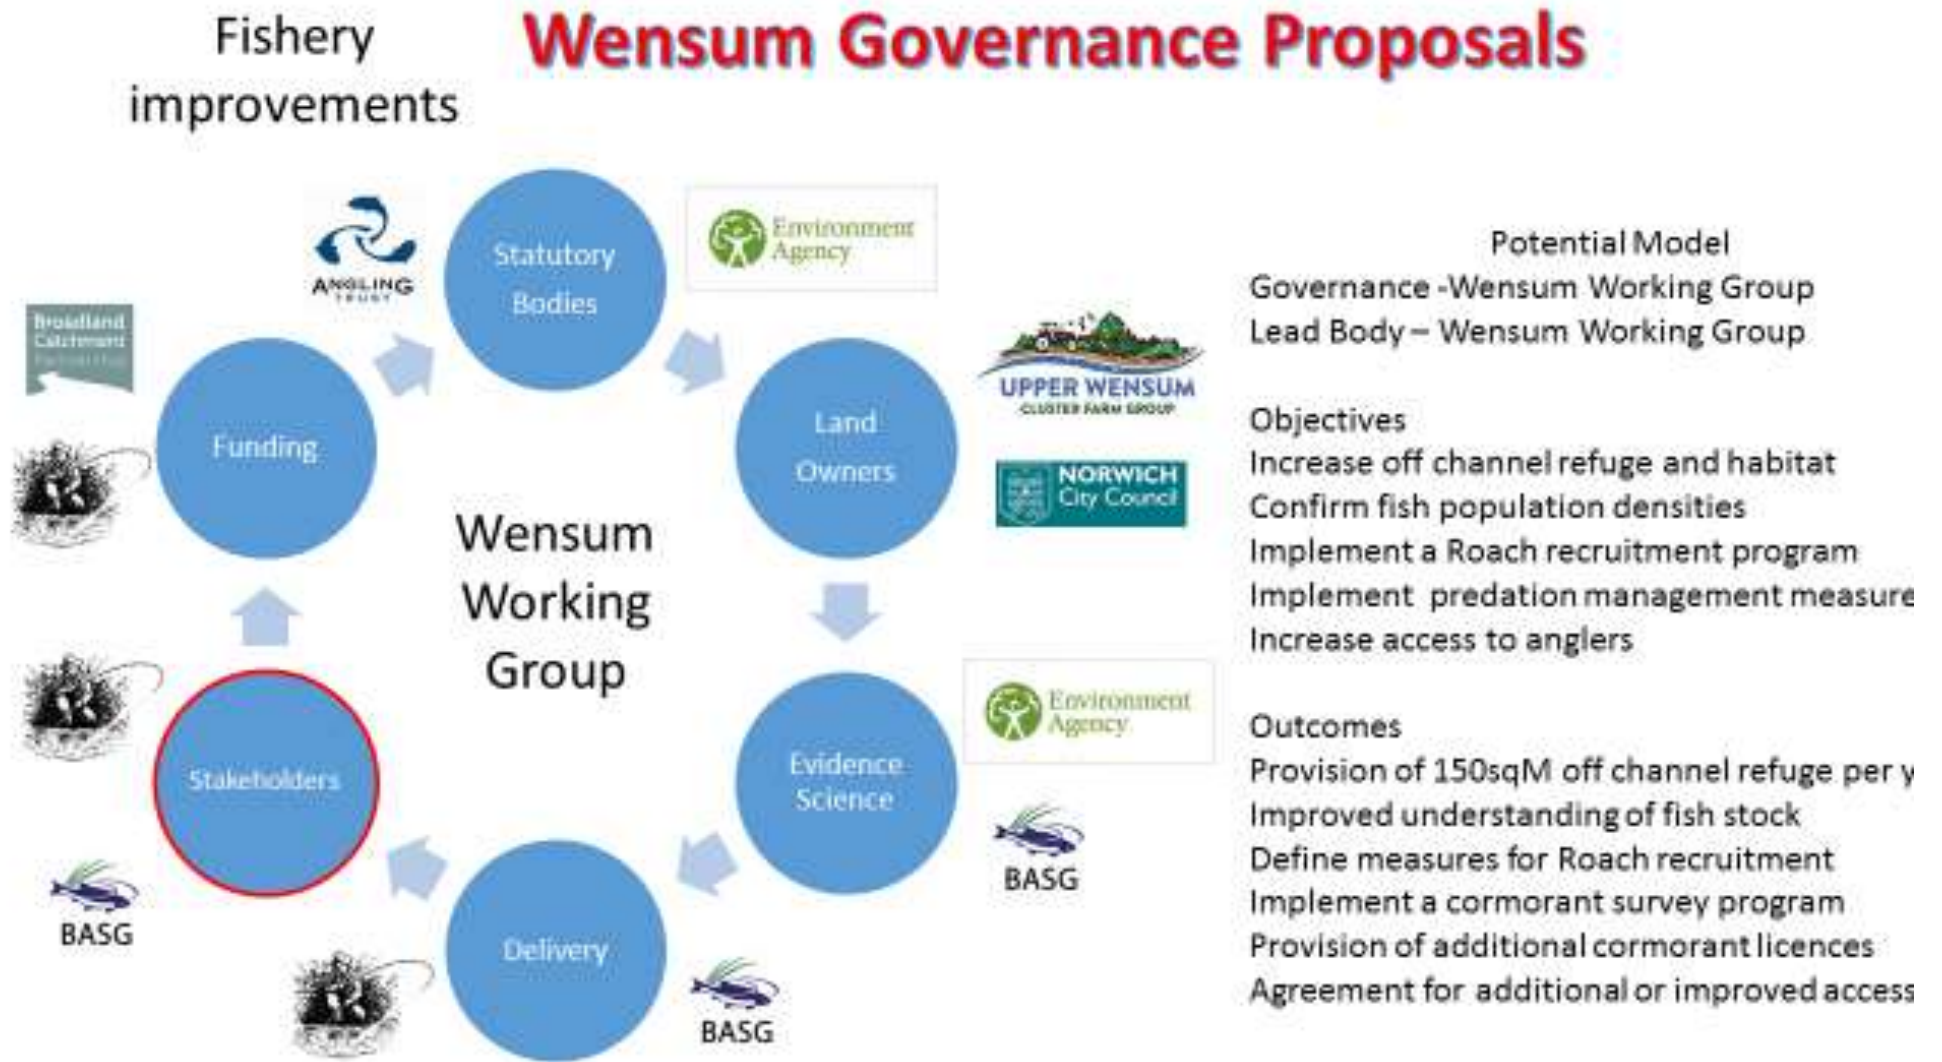 Fishery
improvements
Wensum Governance Proposals
ANGLING
TRUST
Statutory
Bodies
Environment
Agency
Broadland
Catchment
Partnership
Funding
Land
Owners
UPPER WENSUM
CLUSTER FARM GROUP
NORWICH
City Council
Wensum
Working
Group
Stakeholders
BASG
Evidence
Science
Environment
Agency
BASG
Delivery
BASG
Potential Model
Governance -Wensum Working Group
Lead Body – Wensum Working Group
Objectives
Increase off channel refuge and habitat
Confirm fish population densities
Implement a Roach recruitment program
Implement predation management measure
Increase access to anglers
Outcomes
Provision of 150sqM off channel refuge per y
Improved understanding of fish stock
Define measures for Roach recruitment
Implement a cormorant survey program
Provision of additional cormorant licences
Agreement for additional or improved access